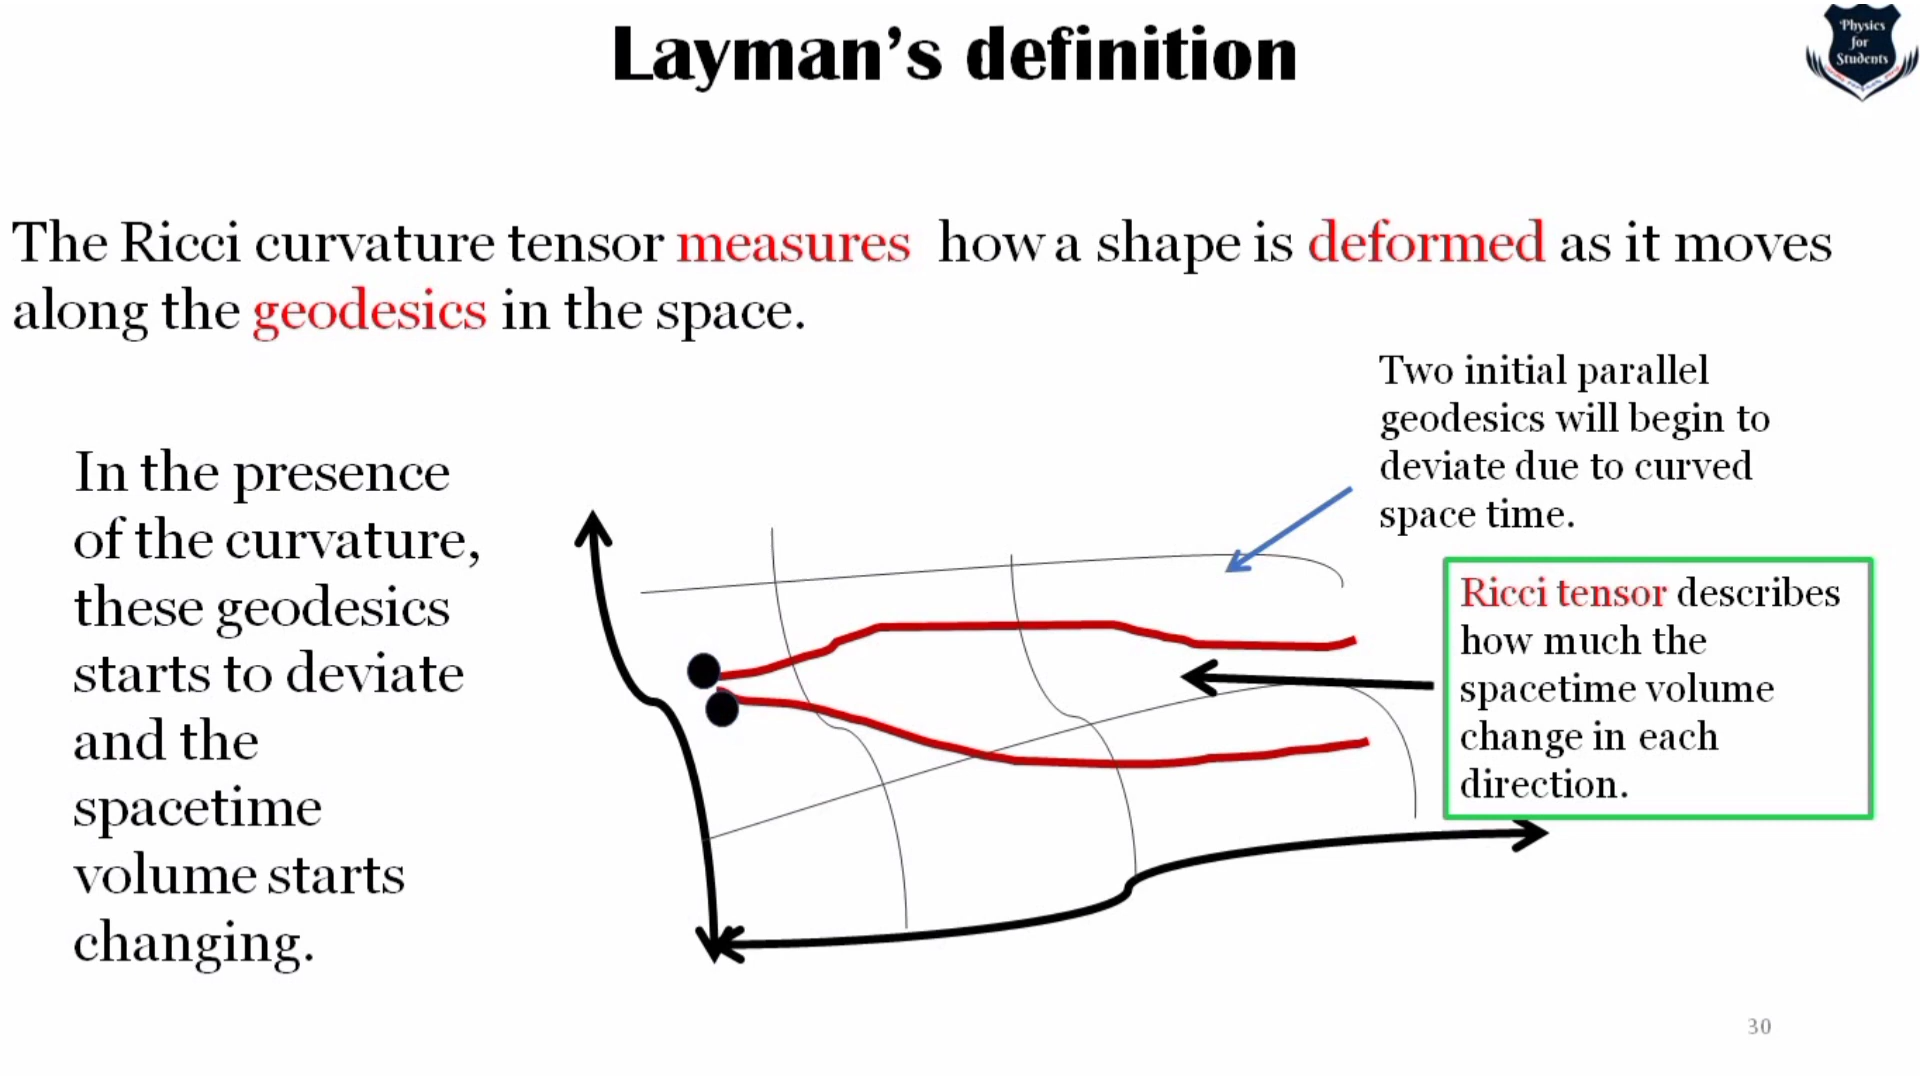 Physics
for
Students
Layman’s definition
The Ricci curvature tensor measures how a shape is deformed as it moves
along the geodesics in the space.
In the presence
of the curvature,
these geodesics
starts to deviate
and the
spacetime
volume starts
changing.
Two initial parallel
geodesics will begin to
deviate due to curved
space time.
Ricci tensor describes
how much the
spacetime volume
change in each
direction.
30